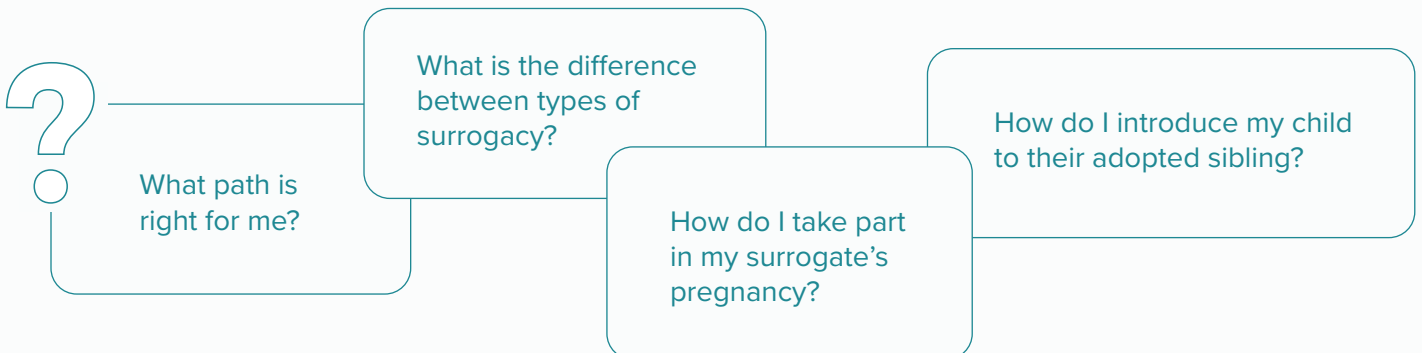 ?
What path is
right for me?
What is the difference
between types of
surrogacy?
How do I take part
in my surrogate’s
pregnancy?
How do I introduce my child
to their adopted sibling?